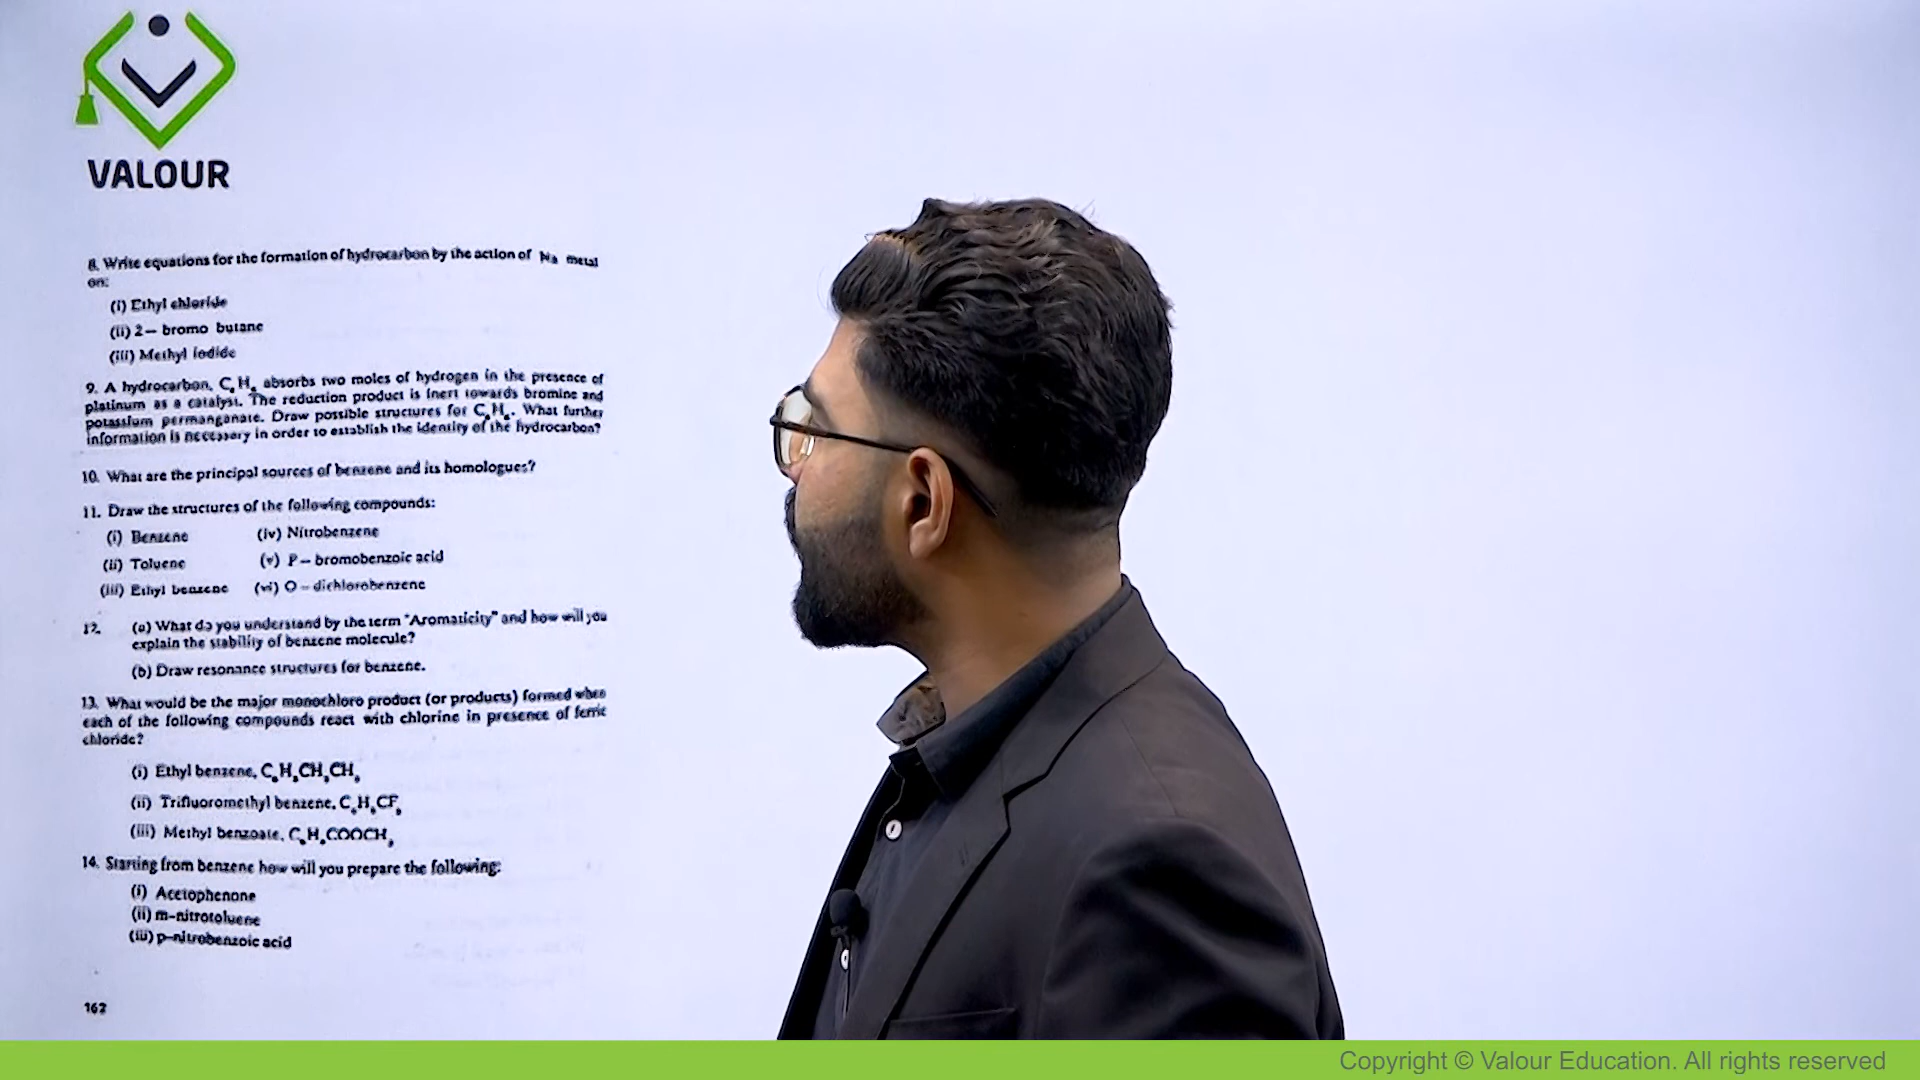 VALOUR
8. Write equations for the formation of hydrocarbon by the action of Na metal
on:
(i) Ethyl chloride
(ii) 2 – bromo butane
(iii) Methyl iodide
9. A hydrocarbon, C H absorbs two moles of hydrogen in the presence of
platinum as a catalyst. The reduction product is inert towards bromine and
potassium permanganate. Draw possible structures for C H . What further
information is necessary in order to establish the identity of the hydrocarbon?
10. What are the principal sources of benzene and its homologues?
11. Draw the structures of the following compounds:
(i) Benzene (iv) Nitrobenzene
(ii) Toluene (v) P – bromobenzoic acid
(iii) Ethyl benzene (vi) O – dichlorobenzene
12. (a) What do you understand by the term "Aromaticity" and how will you
explain the stability of benzene molecule?
(b) Draw resonance structures for benzene.
13. What would be the major monochloro product (or products) formed when
each of the following compounds react with chlorine in presence of ferric
chloride?
(i) Ethyl benzene, C H CH CH
(ii) Trifluoromethyl benzene, C H CF
(iii) Methyl benzoate, C H COOCH
14. Starting from benzene how will you prepare the following:
(i) Acetophenone
(ii) m-nitrotoluene
(iii) p-nitrobenzoic acid
162
Copyright © Valour Education. All rights reserved